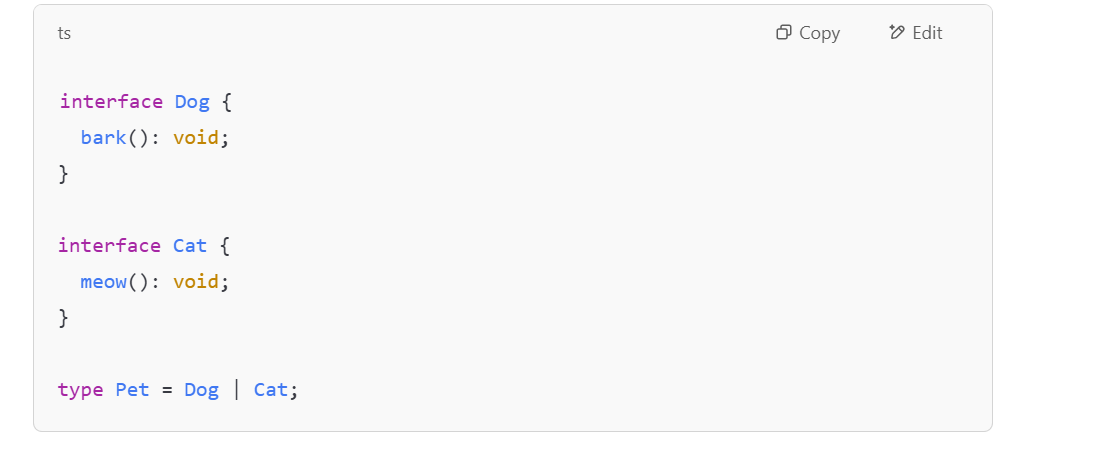 ts
Copy
Edit
interface Dog {
  bark(): void;
}
interface Cat {
  meow(): void;
}
type Pet = Dog | Cat;